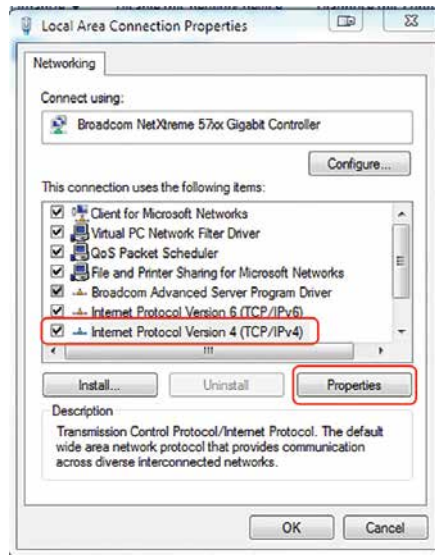 Local Area Connection Properties
Networking
Connect using:
Broadcom NetXtreme 57xx Gigabit Controller
Configure...
This connection uses the following items:
Client for Microsoft Networks
Virtual PC Network Filter Driver
QoS Packet Scheduler
File and Printer Sharing for Microsoft Networks
Broadcom Advanced Server Program Driver
Internet Protocol Version 6 (TCP/IPv6)
Internet Protocol Version 4 (TCP/IPv4)
Install...
Uninstall
Properties
Description
Transmission Control Protocol/Internet Protocol. The default
wide area network protocol that provides communication
across diverse interconnected networks.
OK
Cancel